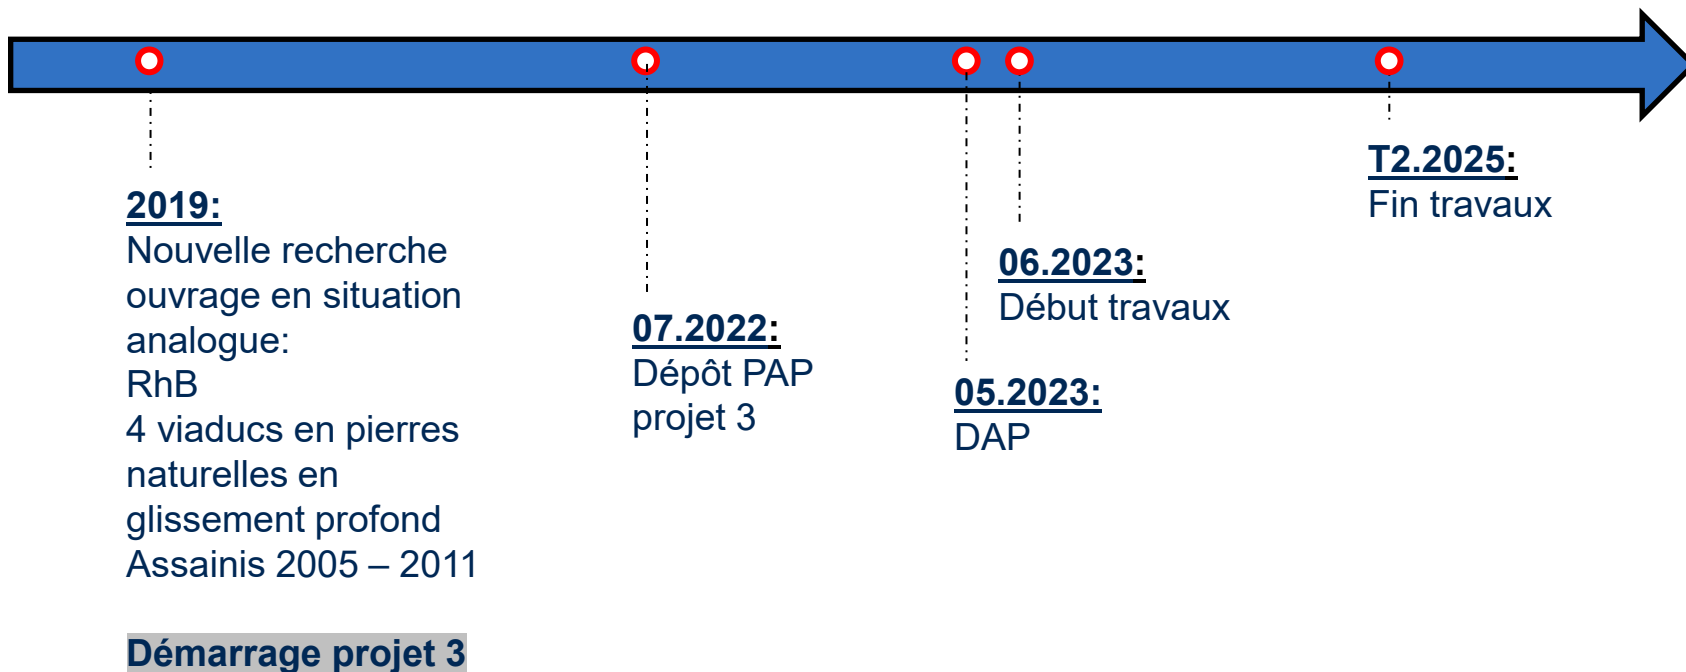 2019:
Nouvelle recherche
ouvrage en situation
analogue:
RhB
4 viaducs en pierres
naturelles en
glissement profond
Assainis 2005 – 2011
Démarrage projet 3
07.2022:
Dépôt PAP
projet 3
05.2023:
DAP
06.2023:
Début travaux
T2.2025:
Fin travaux